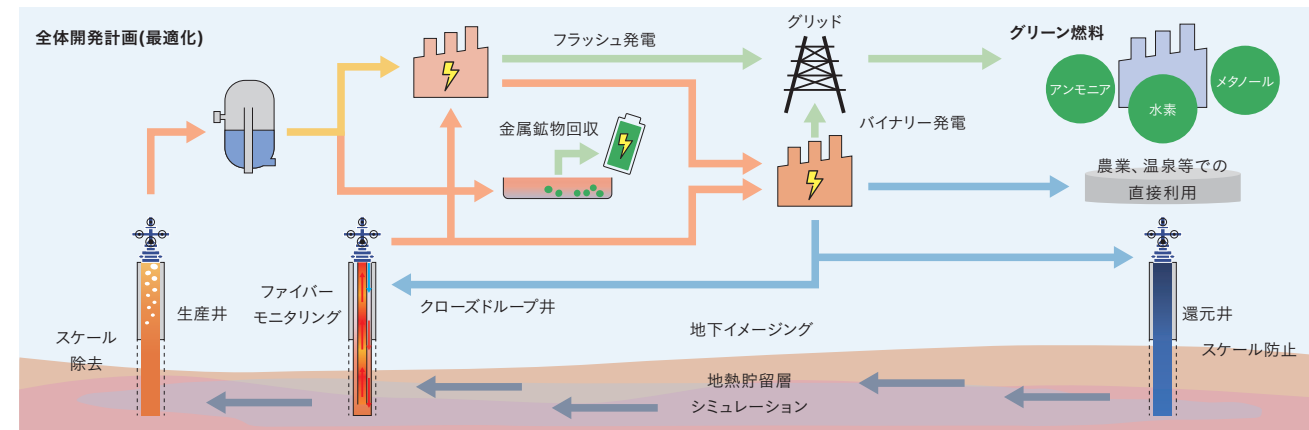 全体開発計画(最適化)
フラッシュ発電
グリッド
グリーン燃料
アンモニア
水素
メタノール
金属鉱物回収
バイナリー発電
農業、温泉等での
直接利用
スケール
除去
生産井
ファイバー
モニタリング
クローズドループ井
地下イメージング
還元井
スケール防止
地熱貯留層
シミュレーション